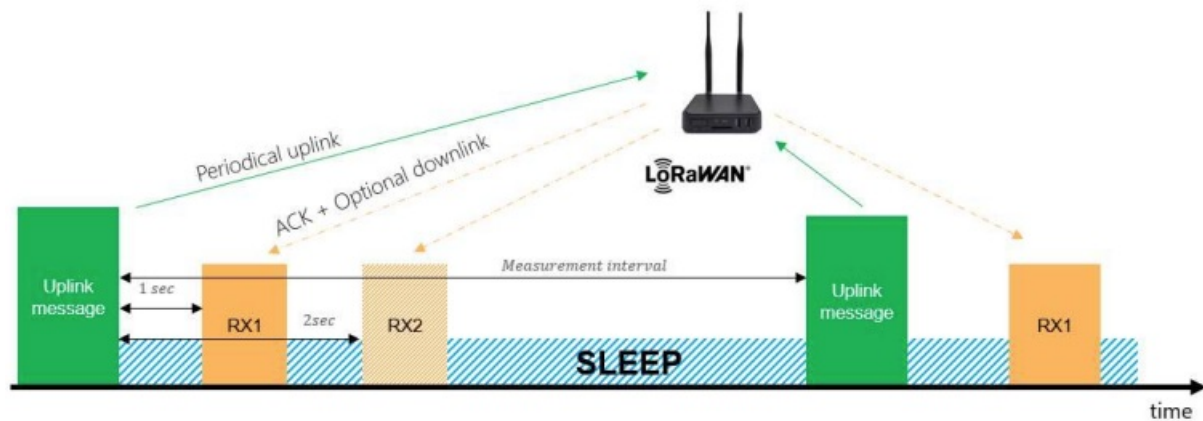 Periodical uplink
ACK + Optional downlink
LoRaWAN®
Uplink
message
1 sec
RX1
2sec
RX2
Measurement interval
SLEEP
Uplink
message
RX1
time